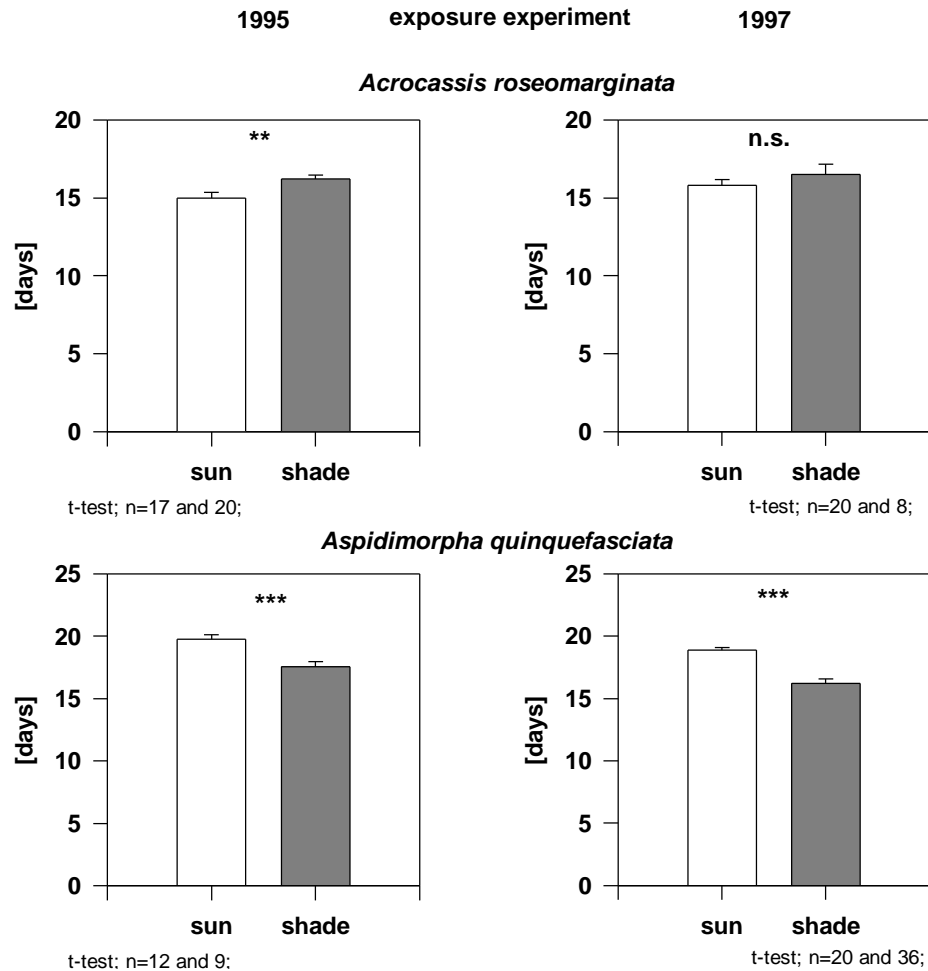 1995 exposure experiment 1997
Acrocassis roseomarginata
20
15
10
5
0
[days]
**
sun shade
t-test; n=17 and 20;
20
15
10
5
0
[days]
n.s.
sun shade
t-test; n=20 and 8;
Aspidimorpha quinquefasciata
25
20
15
10
5
0
[days]
***
sun shade
t-test; n=12 and 9;
25
20
15
10
5
0
[days]
***
sun shade
t-test; n=20 and 36;